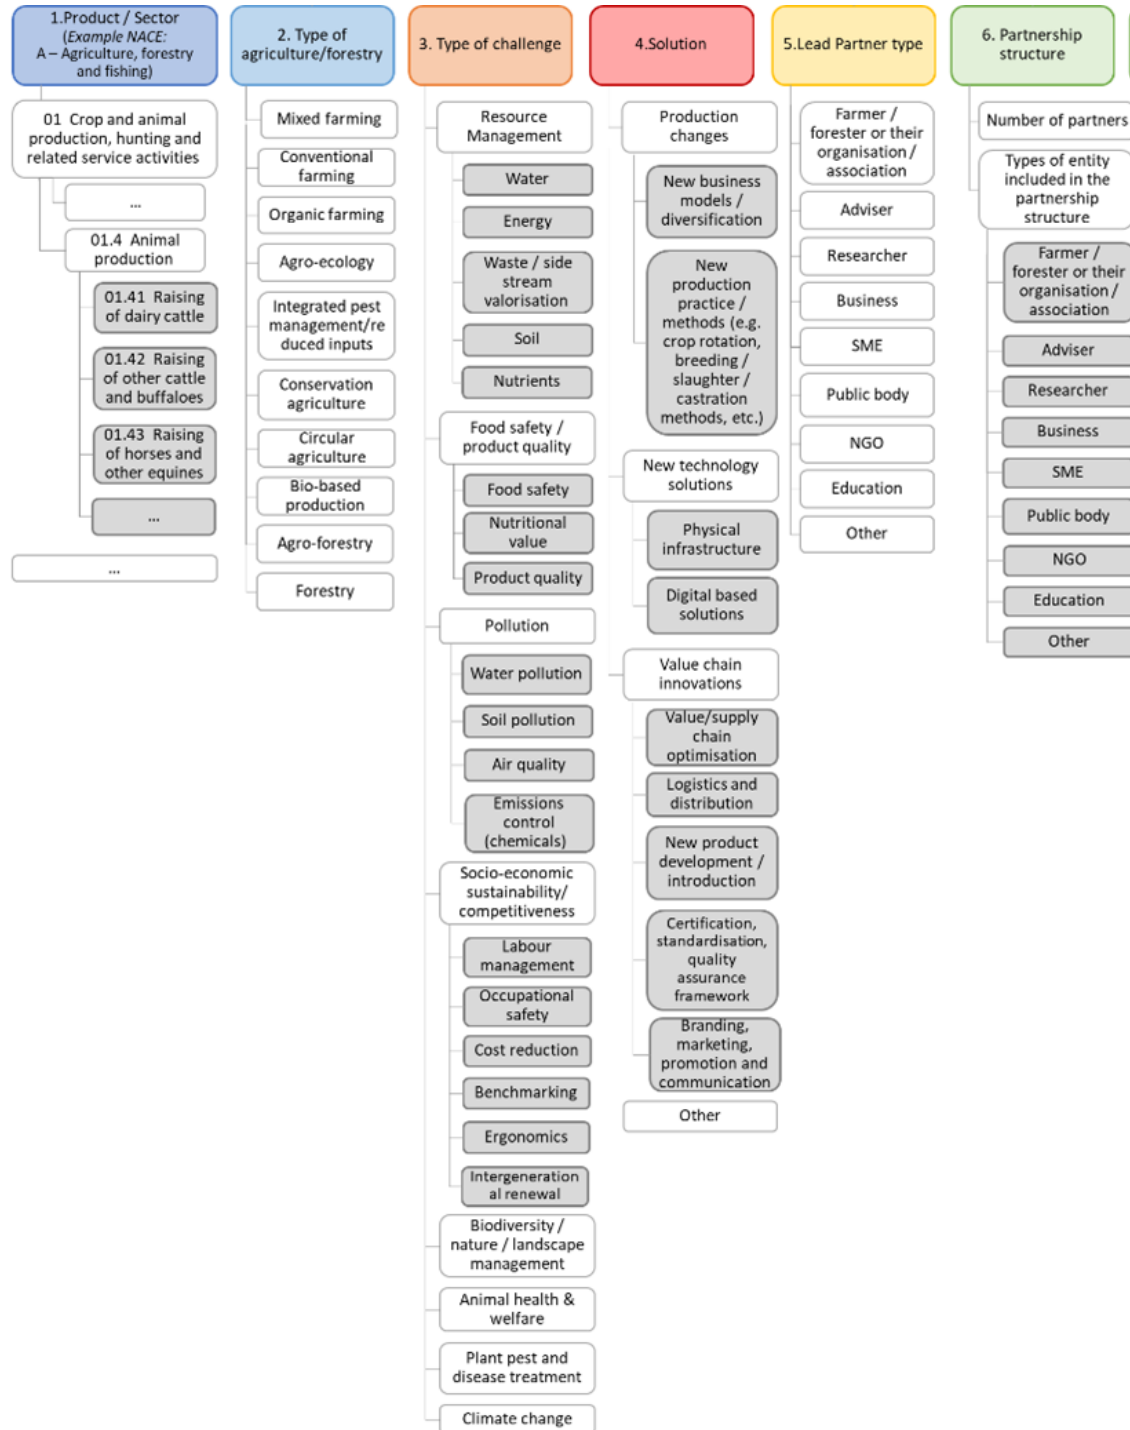 1.Product / Sector
(Example NACE:
A – Agriculture, forestry
and fishing)
01 Crop and animal
production, hunting and
related service activities
...
01.4 Animal
production
01.41 Raising
of dairy cattle
01.42 Raising
of other cattle
and buffaloes
01.43 Raising
of horses and
other equines
...
...
2. Type of
agriculture/forestry
Mixed farming
Conventional
farming
Organic farming
Agro-ecology
Integrated pest
management/re
duced inputs
Conservation
agriculture
Circular
agriculture
Bio-based
production
Agro-forestry
Forestry
3. Type of challenge
Resource
Management
Water
Energy
Waste / side
stream
valorisation
Soil
Nutrients
Food safety /
product quality
Food safety
Nutritional
value
Product quality
Pollution
Water pollution
Soil pollution
Air quality
Emissions
control
(chemicals)
Socio-economic
sustainability/
competitiveness
Labour
management
Occupational
safety
Cost reduction
Benchmarking
Ergonomics
Intergeneration
al renewal
Biodiversity /
nature / landscape
management
Animal health &
welfare
Plant pest and
disease treatment
Climate change
4.Solution
Production
changes
New business
models /
diversification
New
production
practice /
methods (e.g.
crop rotation,
breeding /
slaughter /
castration
methods, etc.)
New technology
solutions
Physical
infrastructure
Digital based
solutions
Value chain
innovations
Value/supply
chain
optimisation
Logistics and
distribution
New product
development /
introduction
Certification,
standardisation,
quality
assurance
framework
Branding,
marketing,
promotion and
communication
Other
5.Lead Partner type
Farmer /
forester or their
organisation /
association
Adviser
Researcher
Business
SME
Public body
NGO
Education
Other
6. Partnership
structure
Number of partners
Types of entity
included in the
partnership
structure
Farmer /
forester or their
organisation /
association
Adviser
Researcher
Business
SME
Public body
NGO
Education
Other